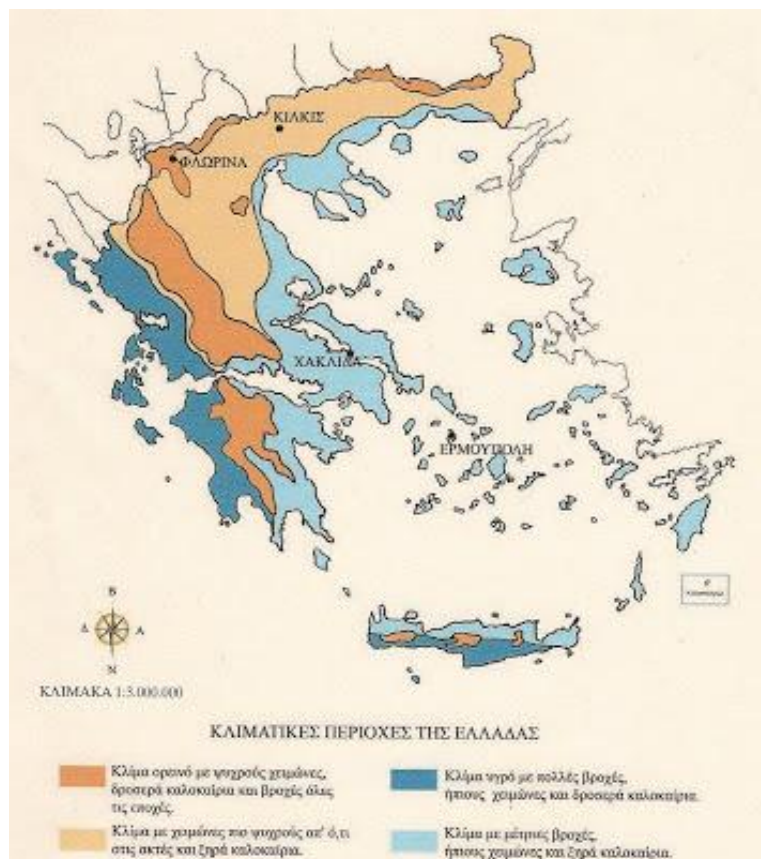 ΚΙΛΚΙΣ
ΦΛΩΡΙΝΑ
ΧΑΚΛΙΔΑ
ΕΡΜΟΥΠΟΛΗ
Β
Δ Α
Ν
ΚΛΙΜΑΚΑ 1:3.000.000
ΚΛΙΜΑΤΙΚΕΣ ΠΕΡΙΟΧΕΣ ΤΗΣ ΕΛΛΑΔΑΣ
Κλίμα ορεινό με ψυχρούς χειμώνες,
δροσερά καλοκαίρια και βροχές όλες
τις εποχές.
Κλίμα υγρό με πολλές βροχές,
ήπιους χειμώνες και δροσερά καλοκαίρια.
Κλίμα με χειμώνες πιο ψυχρούς απ' ό,τι
στις ακτές και ξηρά καλοκαίρια.
Κλίμα με μέτριες βροχές,
ήπιους χειμώνες και ξηρά καλοκαίρια.